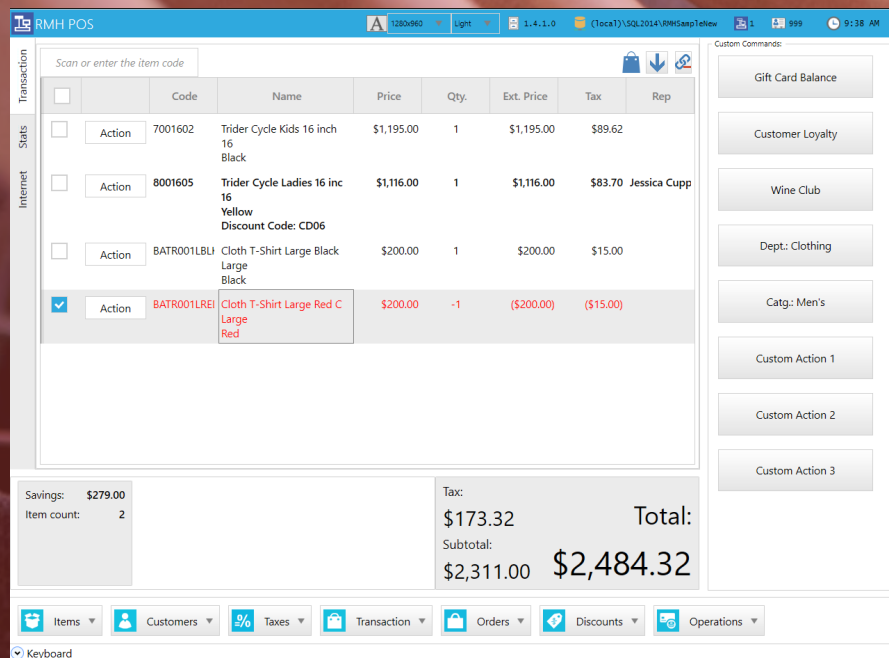 RMH POS
1280x960
Light
1.4.1.0
(local)\SQL2014\RMHSampleNew
1
999
9:38 AM
Transaction
Stats
Internet
Scan or enter the item code
Code Name Price Qty. Ext. Price Tax Rep
Action 7001602 Trider Cycle Kids 16 inch $1,195.00 1 $1,195.00 $89.62
16
Black
Action 8001605 Trider Cycle Ladies 16 inc $1,116.00 1 $1,116.00 $83.70 Jessica Cupp
16
Yellow
Discount Code: CD06
Action BATR001LBLH Cloth T-Shirt Large Black $200.00 1 $200.00 $15.00
Large
Black
Action BATR001LREI Cloth T-Shirt Large Red C $200.00 -1 ($200.00) ($15.00)
Large
Red
Custom Commands:
Gift Card Balance
Customer Loyalty
Wine Club
Dept.: Clothing
Catg.: Men's
Custom Action 1
Custom Action 2
Custom Action 3
Savings: $279.00
Item count: 2
Tax:
$173.32
Subtotal:
$2,311.00
Total:
$2,484.32
Items
Customers
Taxes
Transaction
Orders
Discounts
Operations
Keyboard